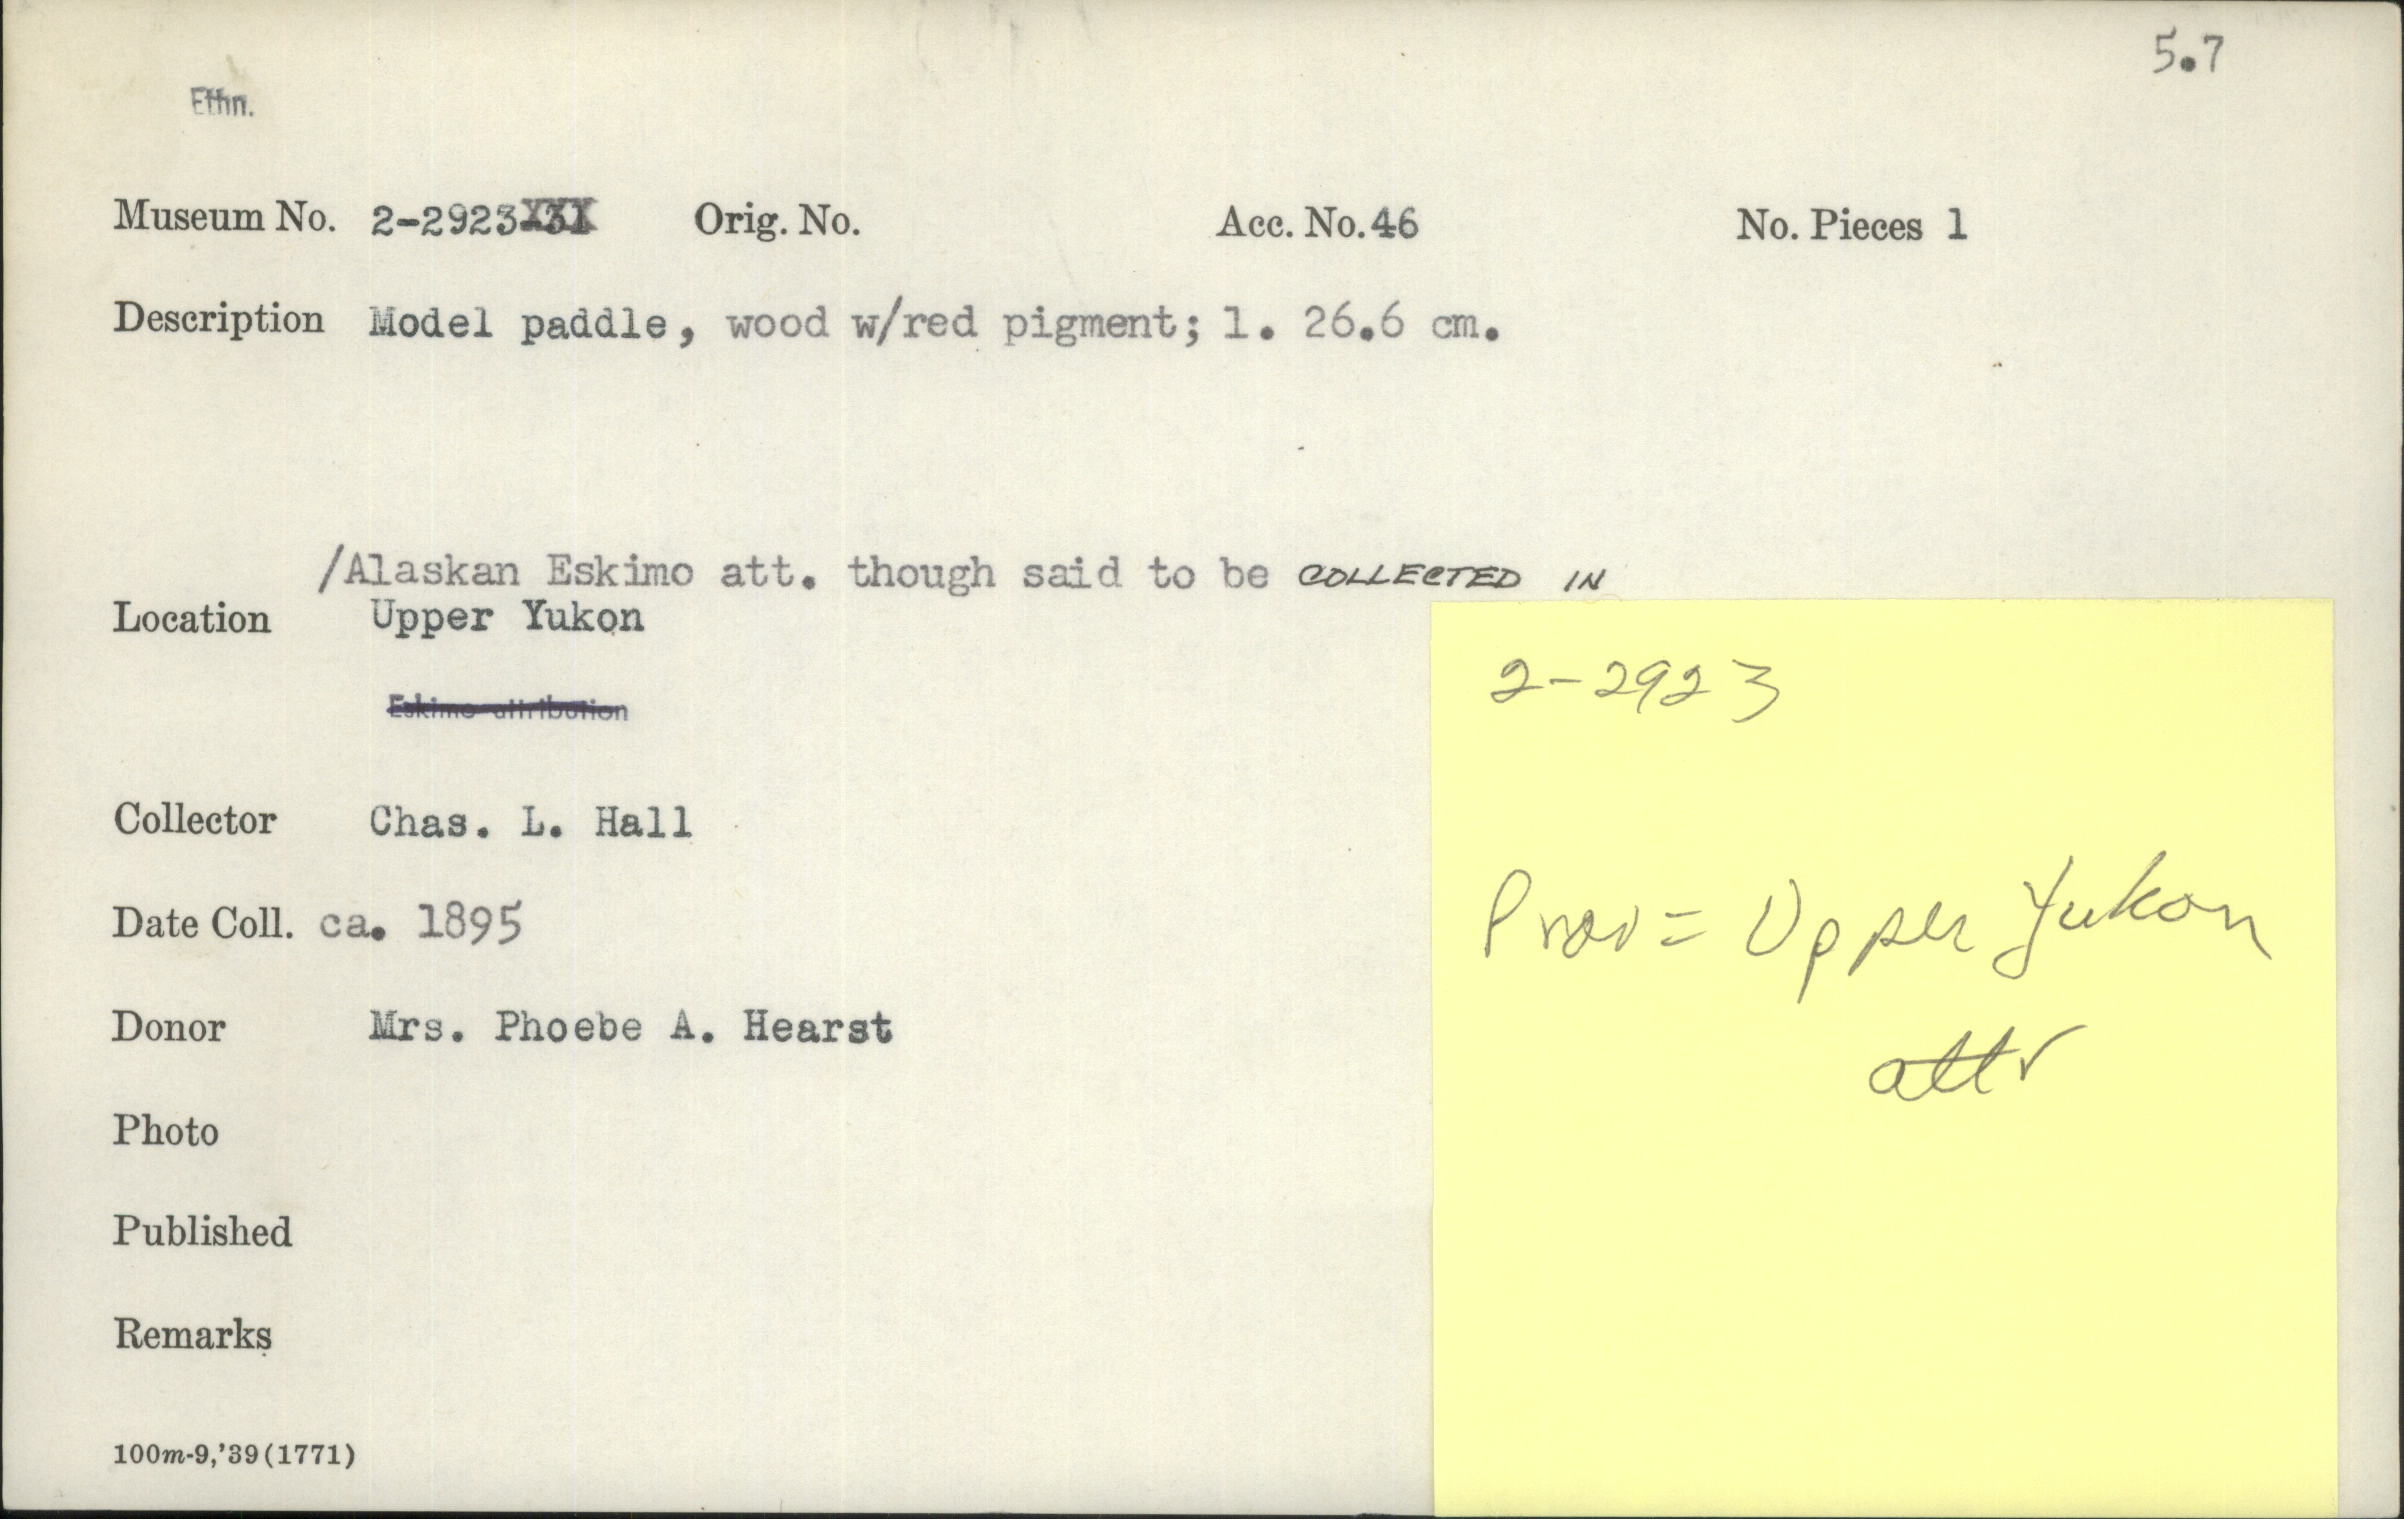 5.7
Ethn.
Museum No. 2-2923 Orig. No. Acc. No. 46 No. Pieces 1
Description Model paddle, wood w/red pigment; l. 26.6 cm.
/Alaskan Eskimo att. though said to be COLLECTED IN
Location Upper Yukon
Eskimo attribution
Collector Chas. L. Hall
Date Coll. ca. 1895
Donor Mrs. Phoebe A. Hearst
Photo
Published
Remarks
100m-9,'39(1771)
2-2923
Prov= Upper Yukon
attr